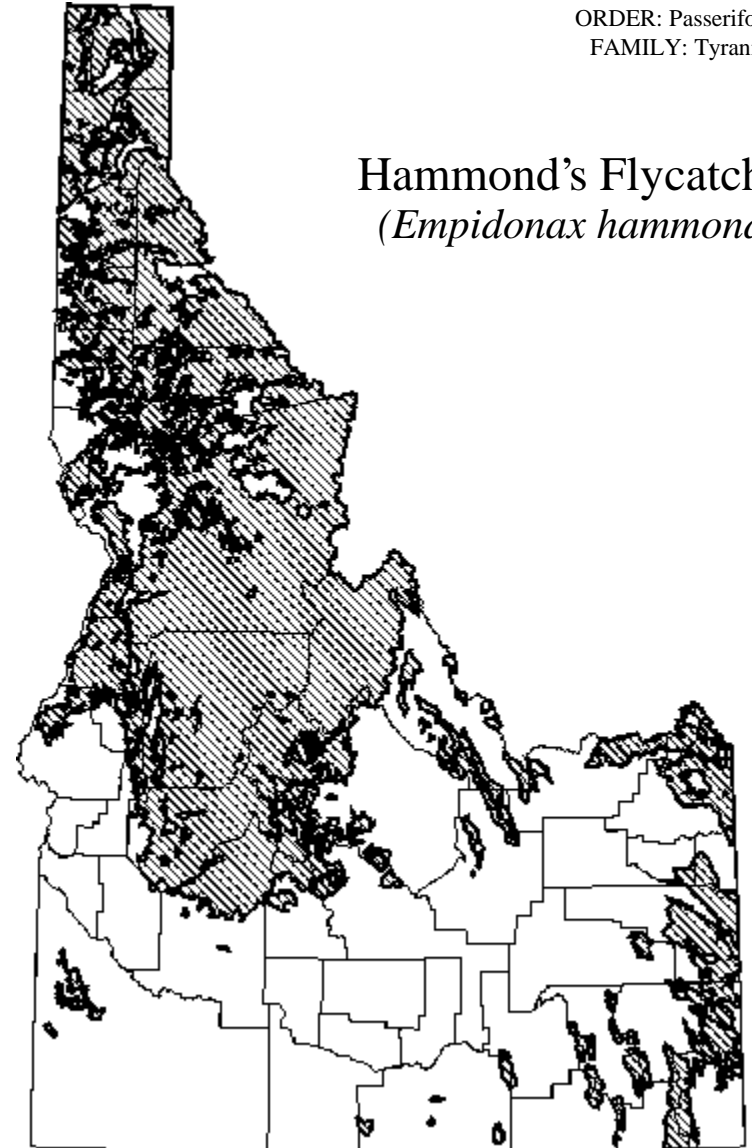 ORDER: Passerifo
FAMILY: Tyran
Hammond’s Flycatch
(Empidonax hammond